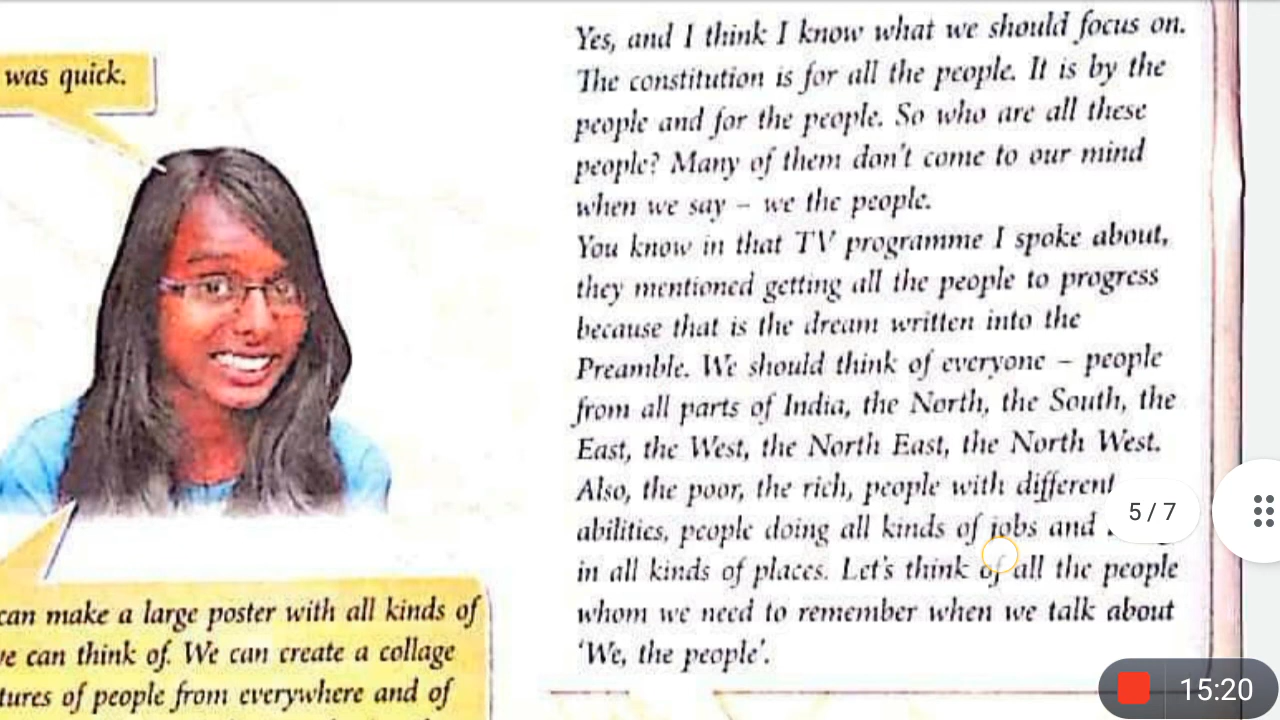 was quick.
Yes, and I think I know what we should focus on.
The constitution is for all the people. It is by the
people and for the people. So who are all these
people? Many of them don't come to our mind
when we say – we the people.
You know in that TV programme I spoke about,
they mentioned getting all the people to progress
because that is the dream written into the
Preamble. We should think of everyone – people
from all parts of India, the North, the South, the
East, the West, the North East, the North West.
Also, the poor, the rich, people with different
abilities, people doing all kinds of jobs and
in all kinds of places. Let's think of all the people
whom we need to remember when we talk about
'We, the people'.
can make a large poster with all kinds of
we can think of. We can create a collage
tures of people from everywhere and of
5 / 7
15:20